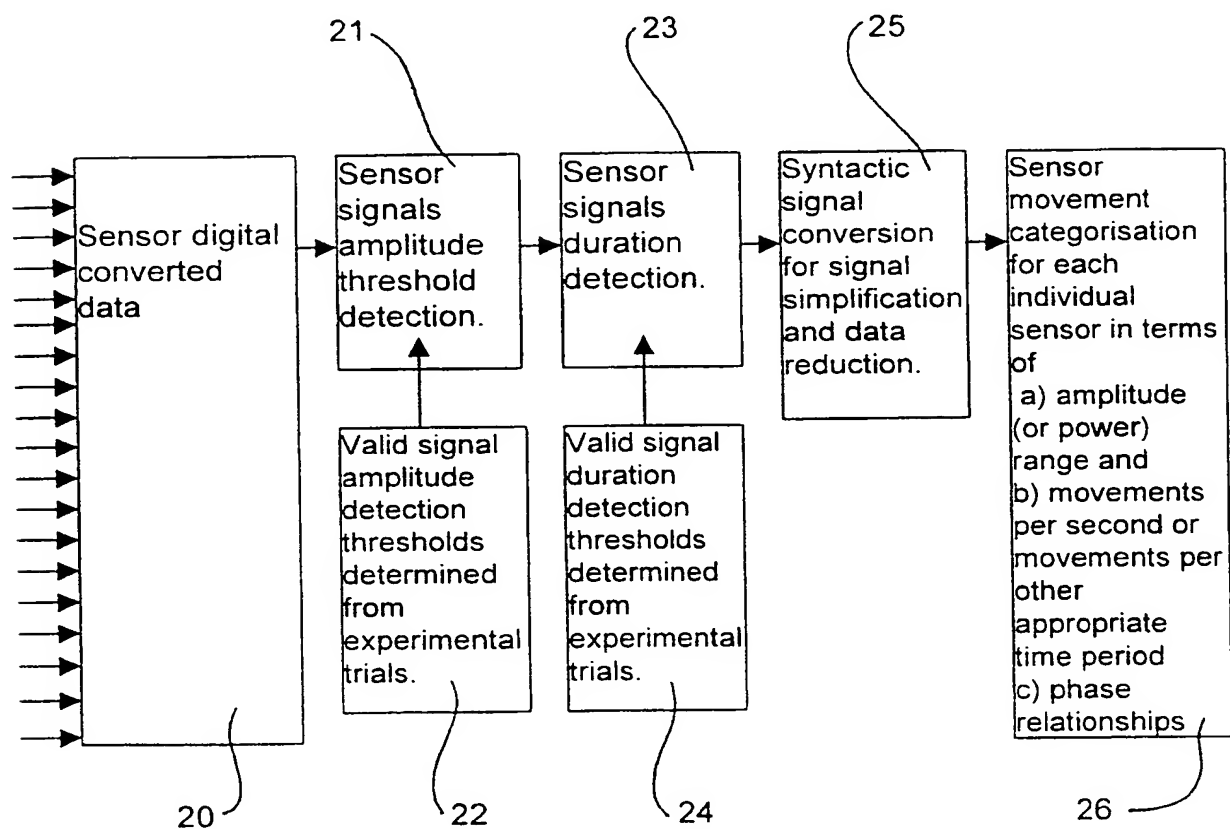 21
23
25
Sensor digital
converted
data
Sensor
signals
amplitude
threshold
detection.
Sensor
signals
duration
detection.
Syntactic
signal
conversion
for signal
simplification
and data
reduction.
Sensor
movement
categorisation
for each
individual
sensor in terms
of
a) amplitude
(or power)
range and
b) movements
per second or
movements per
other
appropriate
time period
c) phase
relationships
Valid signal
amplitude
detection
thresholds
determined
from
experimental
trials.
Valid signal
duration
detection
thresholds
determined
from
experimental
trials.
20
22
24
26